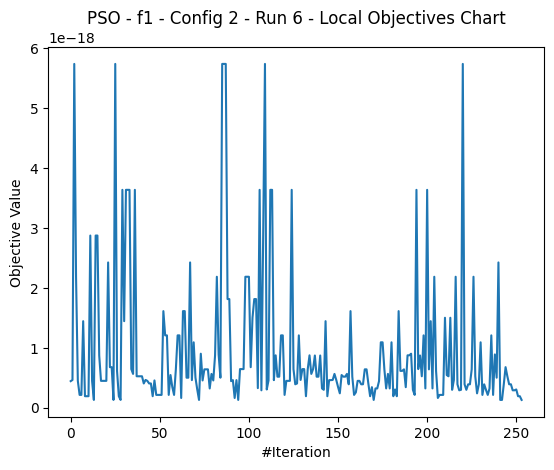 PSO - f1 - Config 2 - Run 6 - Local Objectives Chart
1e−18
6
5
4
3
2
1
0
Objective Value
0 50 100 150 200 250
#Iteration